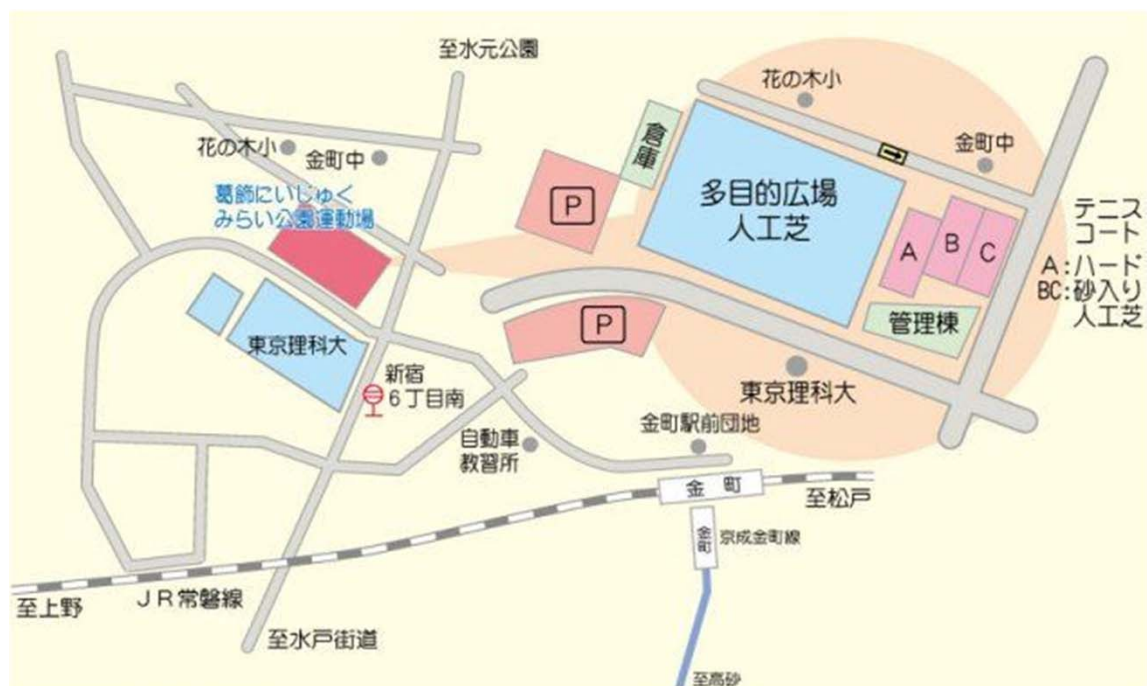 至水元公園
花の木小
金町中
葛飾にいじゅく
みらい公園運動場
東京理科大
新宿
6丁目南
自動車
教習所
金町駅前団地
金町
金町
京成金町線
至松戸
至上野
JR常磐線
至水戸街道
至高砂
倉庫
P
P
花の木小
金町中
多目的広場
人工芝
A
B
C
管理棟
東京理科大
テニス
コート
A:ハード
BC:砂入り
人工芝